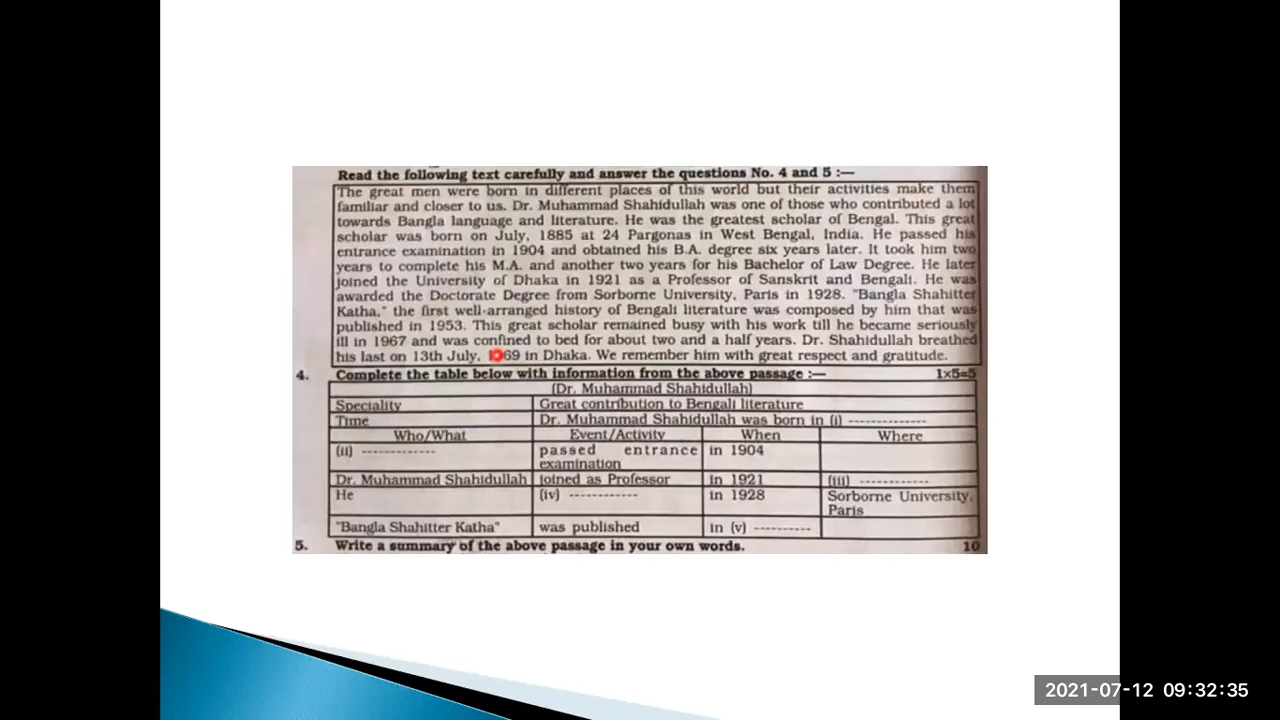 Read the following text carefully and answer the questions No. 4 and 5 :—
The great men were born in different places of this world but their activities make them
familiar and closer to us. Dr. Muhammad Shahidullah was one of those who contributed a lot
towards Bangla language and literature. He was the greatest scholar of Bengal. This great
scholar was born on July, 1885 at 24 Pargonas in West Bengal, India. He passed his
entrance examination in 1904 and obtained his B.A. degree six years later. It took him two
years to complete his M.A. and another two years for his Bachelor of Law Degree. He later
joined the University of Dhaka in 1921 as a Professor of Sanskrit and Bengali. He was
awarded the Doctorate Degree from Sorborne University, Paris in 1928. "Bangla Shahitter
Katha," the first well-arranged history of Bengali literature was composed by him that was
published in 1953. This great scholar remained busy with his work till he became seriously
ill in 1967 and was confined to bed for about two and a half years. Dr. Shahidullah breathed
his last on 13th July, 1969 in Dhaka. We remember him with great respect and gratitude.
4. Complete the table below with information from the above passage :— 1×5=5
(Dr. Muhammad Shahidullah)
Speciality Great contribution to Bengali literature
Time Dr. Muhammad Shahidullah was born in (i) ------------
Who/What Event/Activity When Where
(ii) ------------ passed entrance in 1904
examination
Dr. Muhammad Shahidullah joined as Professor in 1921 (iii) ------------
He (iv) ------------ in 1928 Sorborne University,
Paris
"Bangla Shahitter Katha" was published in (v) ----------
5. Write a summary of the above passage in your own words. 10
2021-07-12 09:32:35